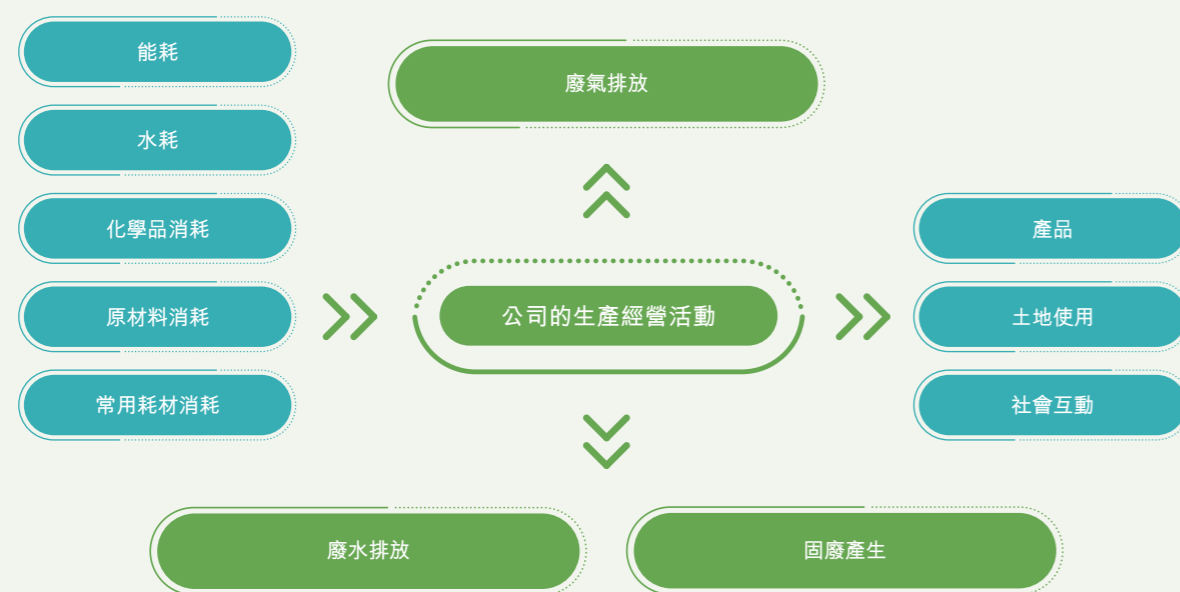 能耗
水耗
化學品消耗
原材料消耗
常用耗材消耗
廢氣排放
公司的生產經營活動
廢水排放
固廢產生
產品
土地使用
社會互動